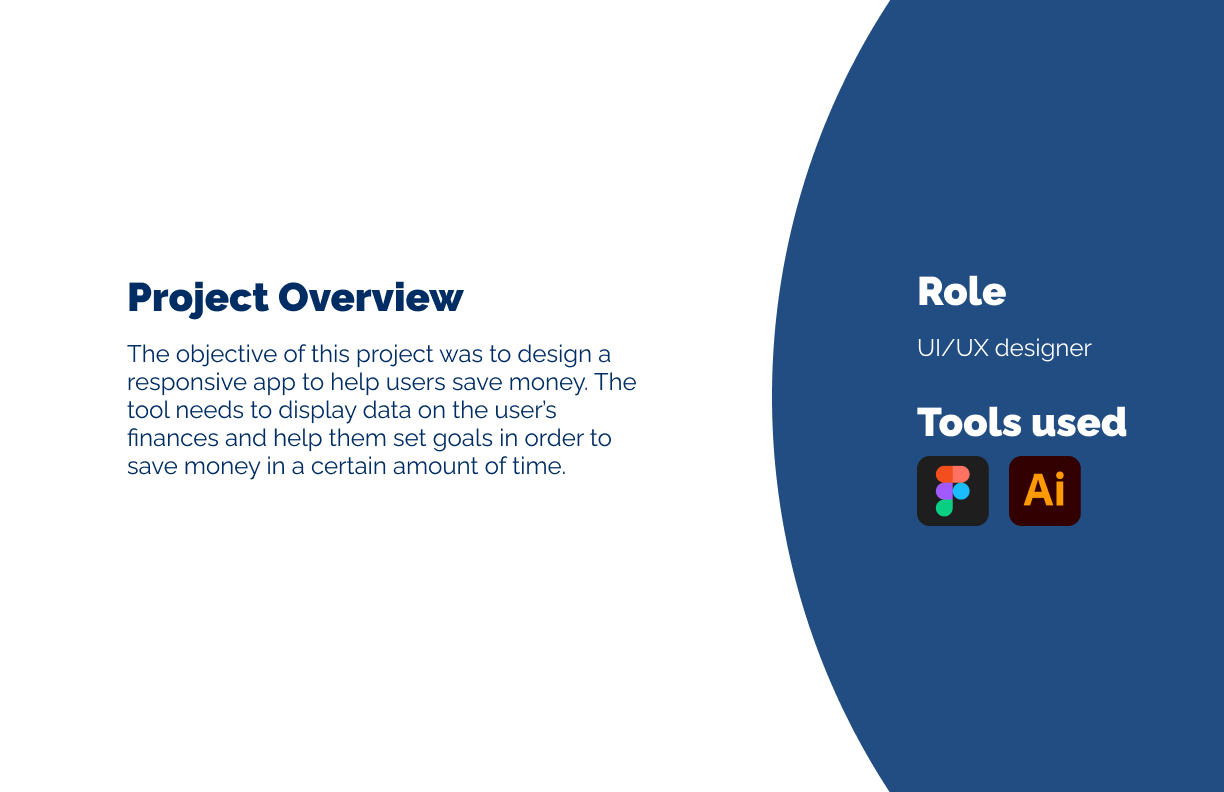 Project Overview
The objective of this project was to design a
responsive app to help users save money. The
tool needs to display data on the user’s
finances and help them set goals in order to
save money in a certain amount of time.
Role
UI/UX designer
Tools used
Ai